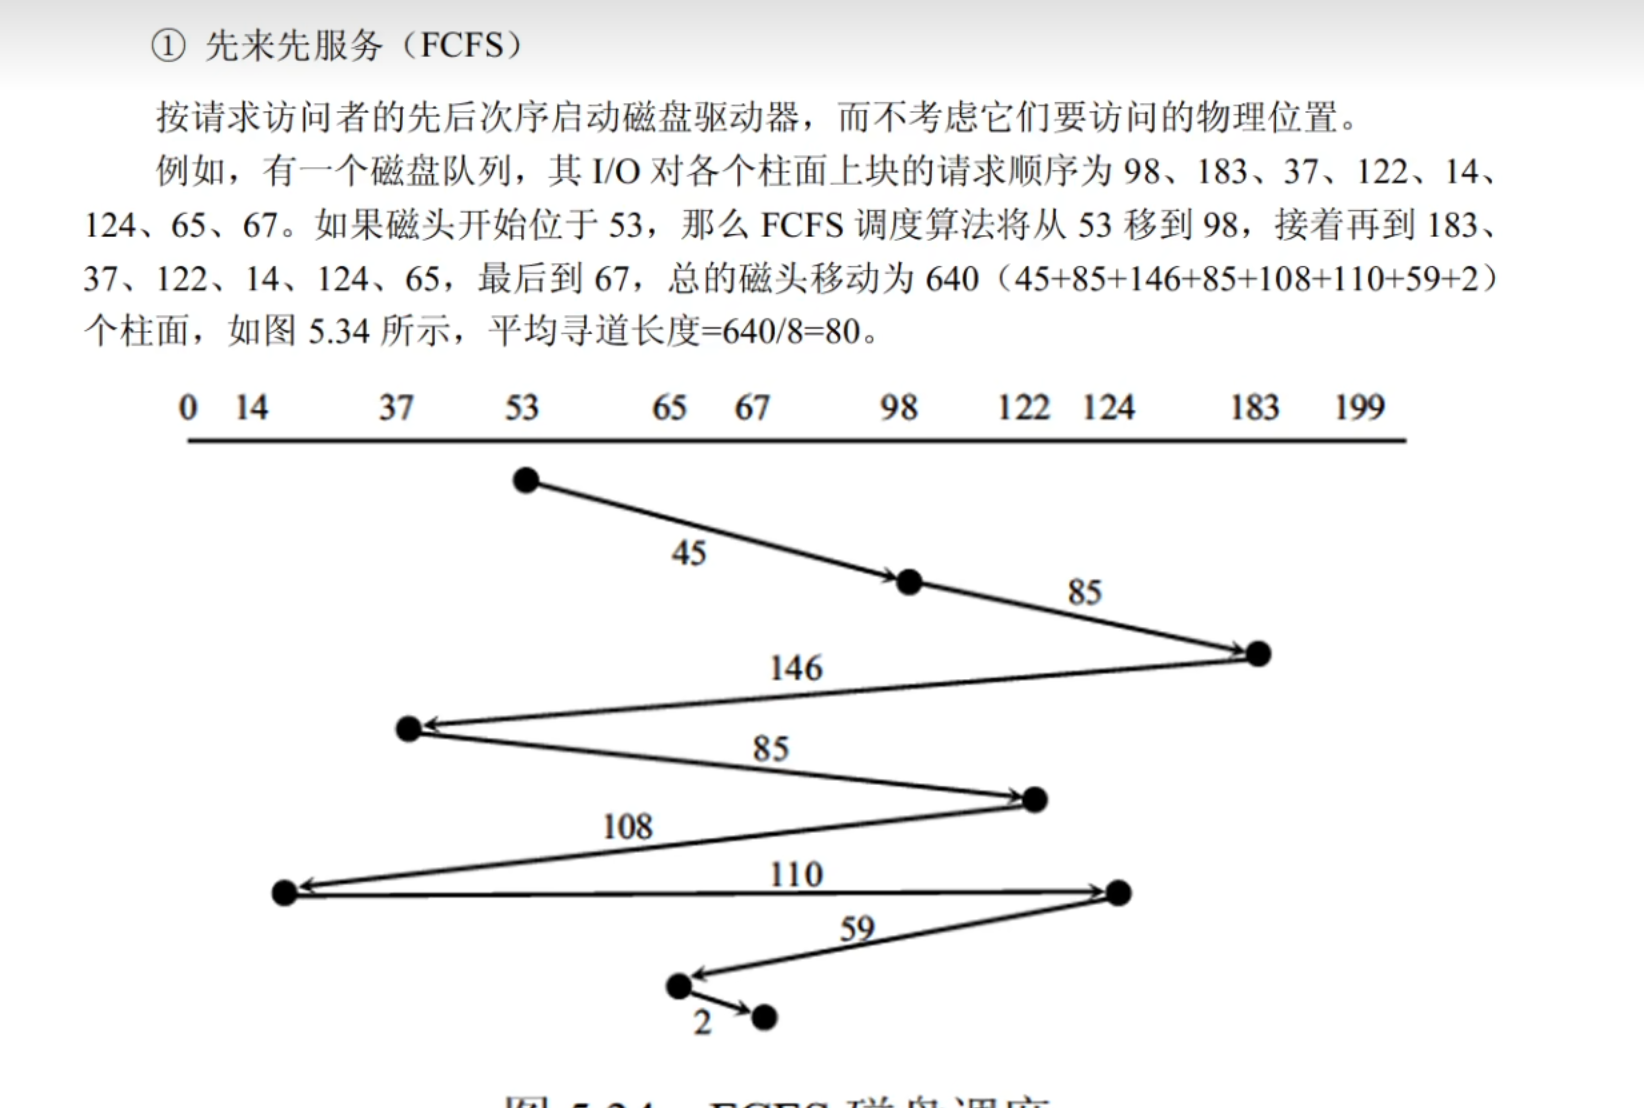 ① 先来先服务（FCFS）
按请求访问者的先后次序启动磁盘驱动器，而不考虑它们要访问的物理位置。
例如，有一个磁盘队列，其 I/O 对各个柱面上块的请求顺序为 98、183、37、122、14、
124、65、67。如果磁头开始位于 53，那么 FCFS 调度算法将从 53 移到 98，接着再到 183、
37、122、14、124、65，最后到 67，总的磁头移动为 640（45+85+146+85+108+110+59+2）
个柱面，如图 5.34 所示，平均寻道长度=640/8=80。
0 14 37 53 65 67 98 122 124 183 199
45
85
146
85
108
110
59
2
图 5.34 FCFS 磁盘调度